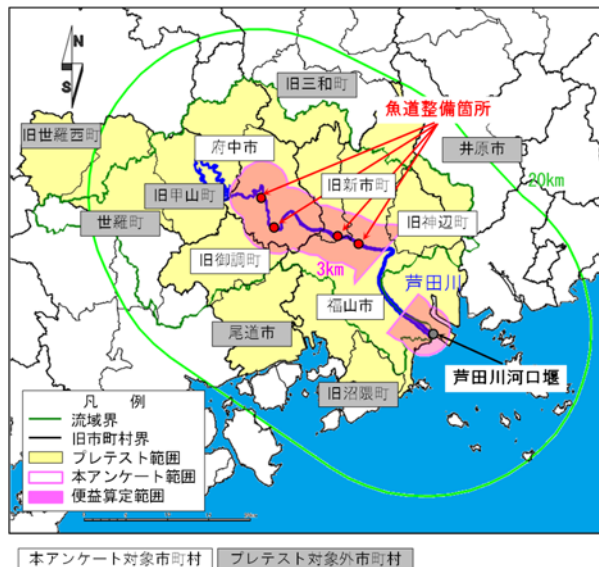 N
S
旧三和町
魚道整備箇所
旧世羅西町
府中市
井原市
20km
旧甲山町
旧新市町
世羅町
旧神辺町
旧御調町
3km
芦田川
福山市
尾道市
芦田川河口堰
旧沼隈町
凡 例
流域界
旧市町村界
プレテスト範囲
本アンケート範囲
便益算定範囲
本アンケート対象市町村 プレテスト対象外市町村